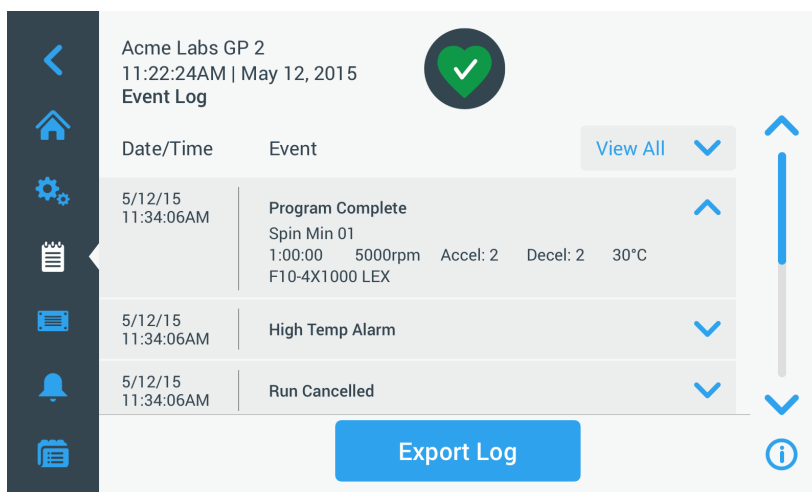 Acme Labs GP 2
11:22:24AM | May 12, 2015
Event Log
Date/Time Event View All
5/12/15
11:34:06AM
Program Complete
Spin Min 01
1:00:00 5000rpm Accel: 2 Decel: 2 30°C
F10-4X1000 LEX
5/12/15
11:34:06AM
High Temp Alarm
5/12/15
11:34:06AM
Run Cancelled
Export Log